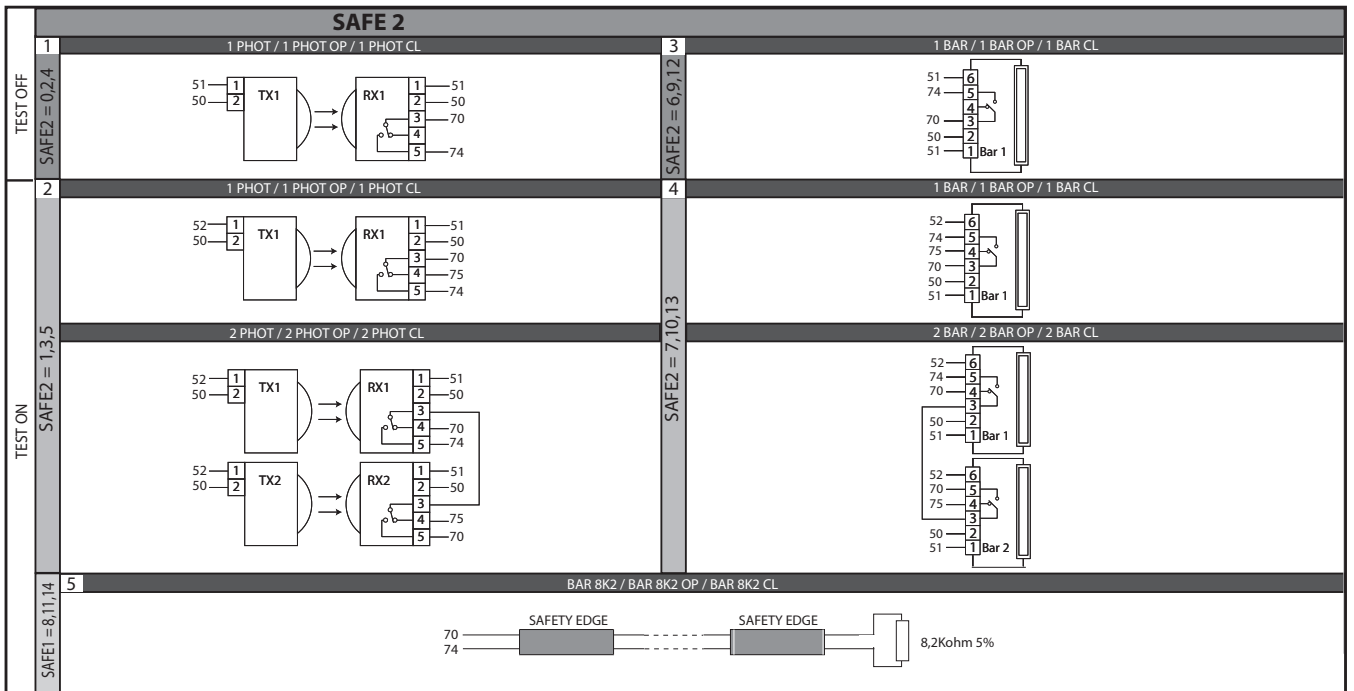 SAFE 2
TEST OFF
SAFE2 = 0,2,4
1
1 PHOT / 1 PHOT OP / 1 PHOT CL
51 1
50 2
TX1
RX1
1 51
2 50
3 70
4
5 74
SAFE2 = 6,9,12
3
1 BAR / 1 BAR OP / 1 BAR CL
51 6
74 5
4
70 3
50 2
51 1 Bar 1
TEST ON
SAFE2 = 1,3,5
2
1 PHOT / 1 PHOT OP / 1 PHOT CL
52 1
50 2
TX1
RX1
1 51
2 50
3 70
4 75
5 74
2 PHOT / 2 PHOT OP / 2 PHOT CL
52 1
50 2
TX1
RX1
1 51
2 50
3
4 70
5 74
52 1
50 2
TX2
RX2
1 51
2 50
3
4 75
5 70
SAFE2 = 7,10,13
4
1 BAR / 1 BAR OP / 1 BAR CL
52 6
74 5
75 4
70 3
50 2
51 1 Bar 1
2 BAR / 2 BAR OP / 2 BAR CL
52 6
74 5
70 4
3
50 2
51 1 Bar 1
52 6
70 5
75 4
3
50 2
51 1 Bar 2
SAFE1 = 8,11,14
5
BAR 8K2 / BAR 8K2 OP / BAR 8K2 CL
70
74
SAFETY EDGE
SAFETY EDGE
8,2Kohm 5%